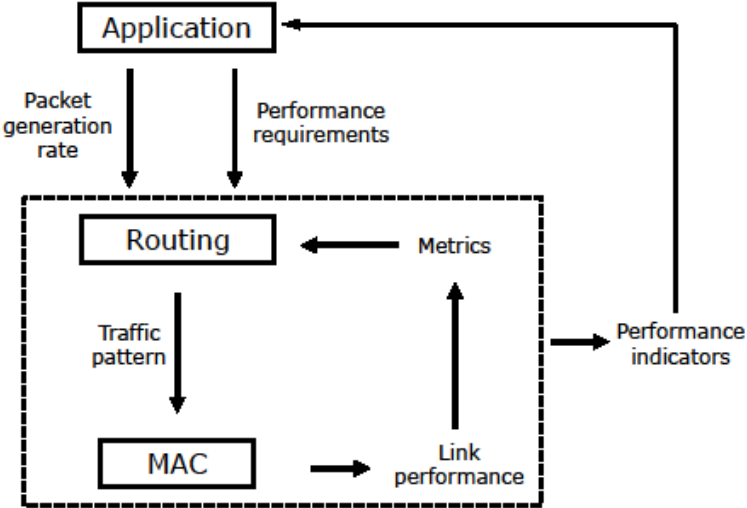 Application
Packet
generation
rate
Performance
requirements
Routing
Metrics
Traffic
pattern
Performance
indicators
MAC
Link
performance